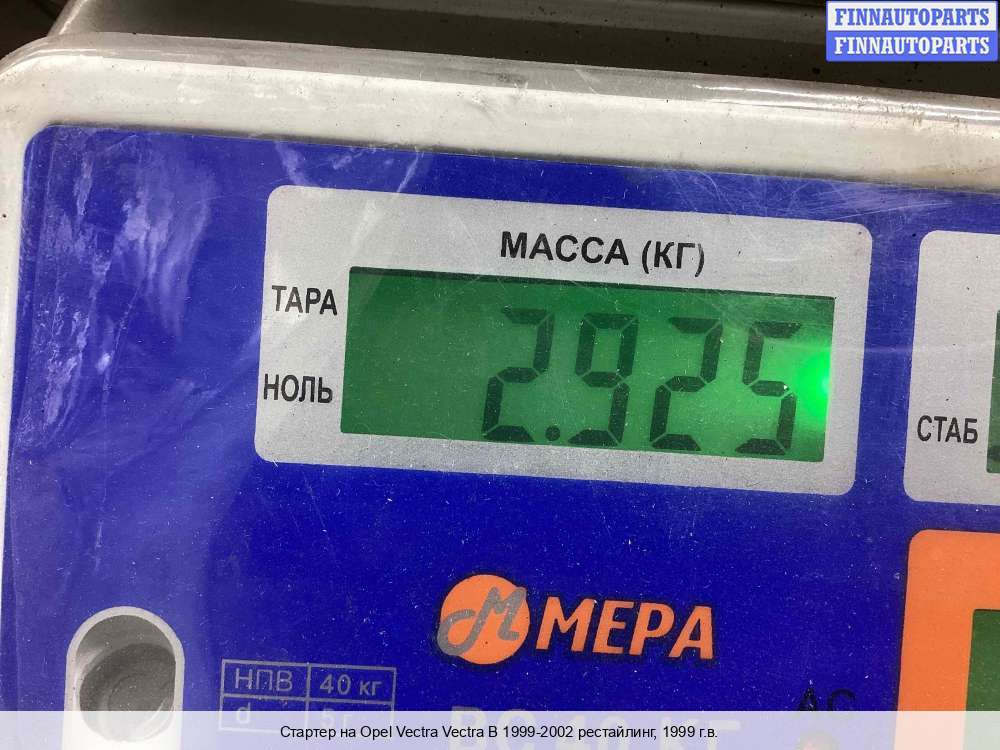 FINNAUTOPARTS
FINNAUTOPARTS
МАССА (КГ)
ТАРА
2.925
НОЛЬ
СТАБ
МЕРА
НПВ 40 кг
d 5 г
Стартер на Opel Vectra Vectra B 1999-2002 рестайлинг, 1999 г.в.